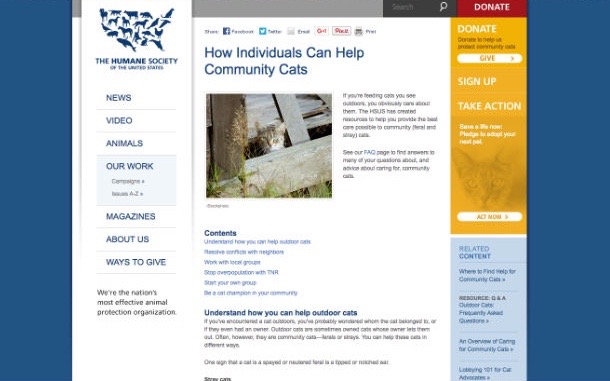 Search
DONATE
THE HUMANE SOCIETY
OF THE UNITED STATES
NEWS
VIDEO
ANIMALS
OUR WORK
Campaigns »
Issues A-Z »
MAGAZINES
ABOUT US
WAYS TO GIVE
We're the nation's
most effective animal
protection organization.
Share: Facebook Twitter Email G+ Pin it Print
How Individuals Can Help
Community Cats
If you're feeding cats you see
outdoors, you obviously care about
them. The HSUS has created
resources to help you provide the best
care possible to community (feral and
stray) cats.
See our FAQ page to find answers to
many of your questions about, and
advice about caring for, community
cats.
iStockphoto
Contents
Understand how you can help outdoor cats
Resolve conflicts with neighbors
Work with local groups
Stop overpopulation with TNR
Start your own group
Be a cat champion in your community
Understand how you can help outdoor cats
If you've encountered a cat outdoors, you've probably wondered whom the cat belonged to, or
if they even had an owner. Outdoor cats are sometimes owned cats whose owner lets them
out. Often, however, they are community cats—ferals or strays. You can help these cats in
different ways.
One sign that a cat is a spayed or neutered feral is a tipped or notched ear.
Stray cats
DONATE
Donate to help us
protect community cats
GIVE >
SIGN UP
TAKE ACTION
Save a life now:
Pledge to adopt your
next pet.
ACT NOW >
RELATED
CONTENT
Where to Find Help for
Community Cats »
RESOURCE: Q & A
Outdoor Cats:
Frequently Asked
Questions »
An Overview of Caring
for Community Cats »
Lobbying 101 for Cat
Advocates »